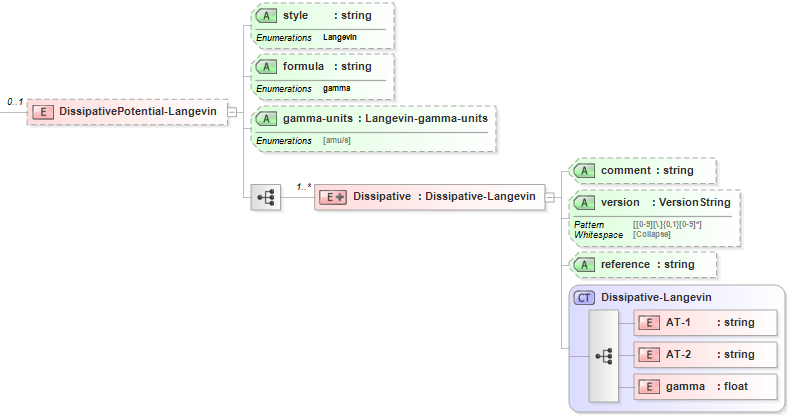 A style : string
Enumerations Langevin
A formula : string
Enumerations gamma
0..1
E DissipativePotential-Langevin
A gamma-units : Langevin-gamma-units
Enumerations [amu/s]
1..*
E Dissipative : Dissipative-Langevin
A comment : string
A version : VersionString
Pattern [[0-9][\.]{0,1}[0-9]*]
Whitespace [Collapse]
A reference : string
CT Dissipative-Langevin
E AT-1 : string
E AT-2 : string
E gamma : float